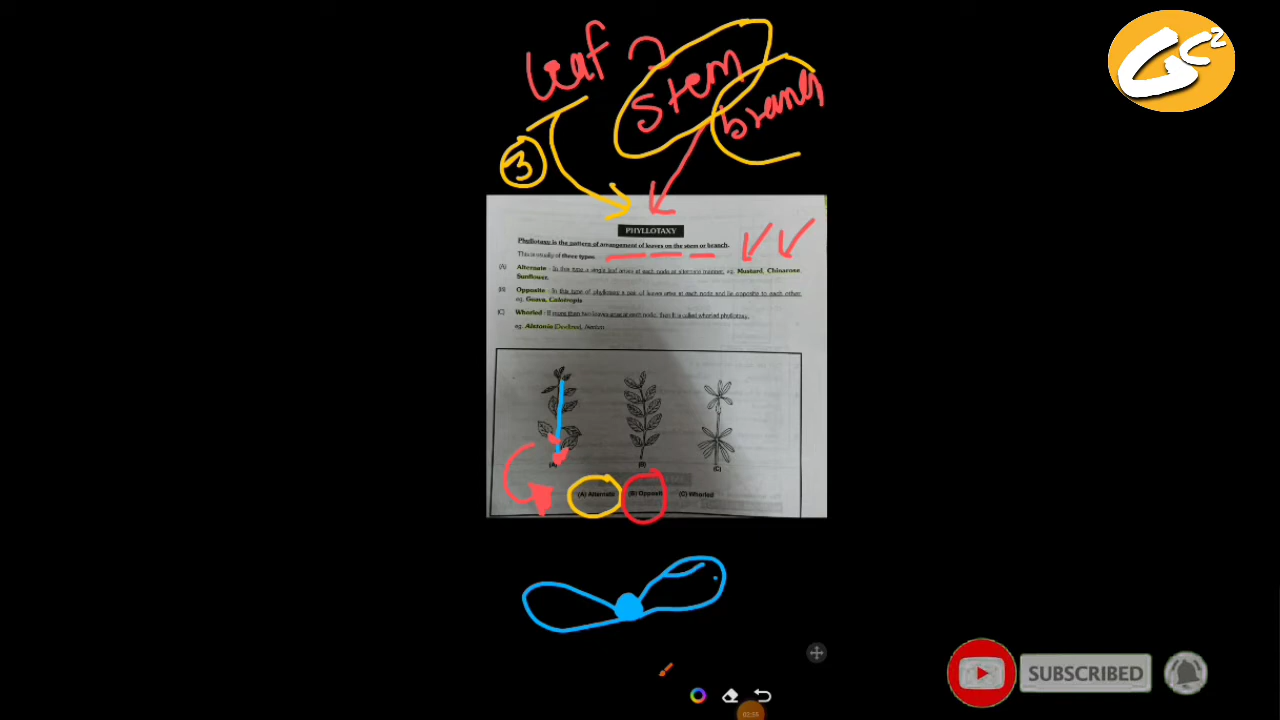 GC2
Leaf
Stem
branch
3
PHYLLOTAXY
Phyllotaxy is the pattern of arrangement of leaves on the stem or branch.
This is usually of three types.
(A) Alternate - In this type a single leaf arises at each node in alternate manner, eg. Mustard, Chinarose,
Sunflower.
(B) Opposite - In this type of phyllotaxy a pair of leaves arise at each node and lie opposite to each other,
eg. Guava, Calotropis
(C) Whorled - If more than two leaves arise at each node, then it is called whorled phyllotaxy.
eg. Alstonia (Devil tree), Nerium
(A) (B) (C)
(A) Alternate (B) Opposite (C) Whorled
SUBSCRIBED
02:55